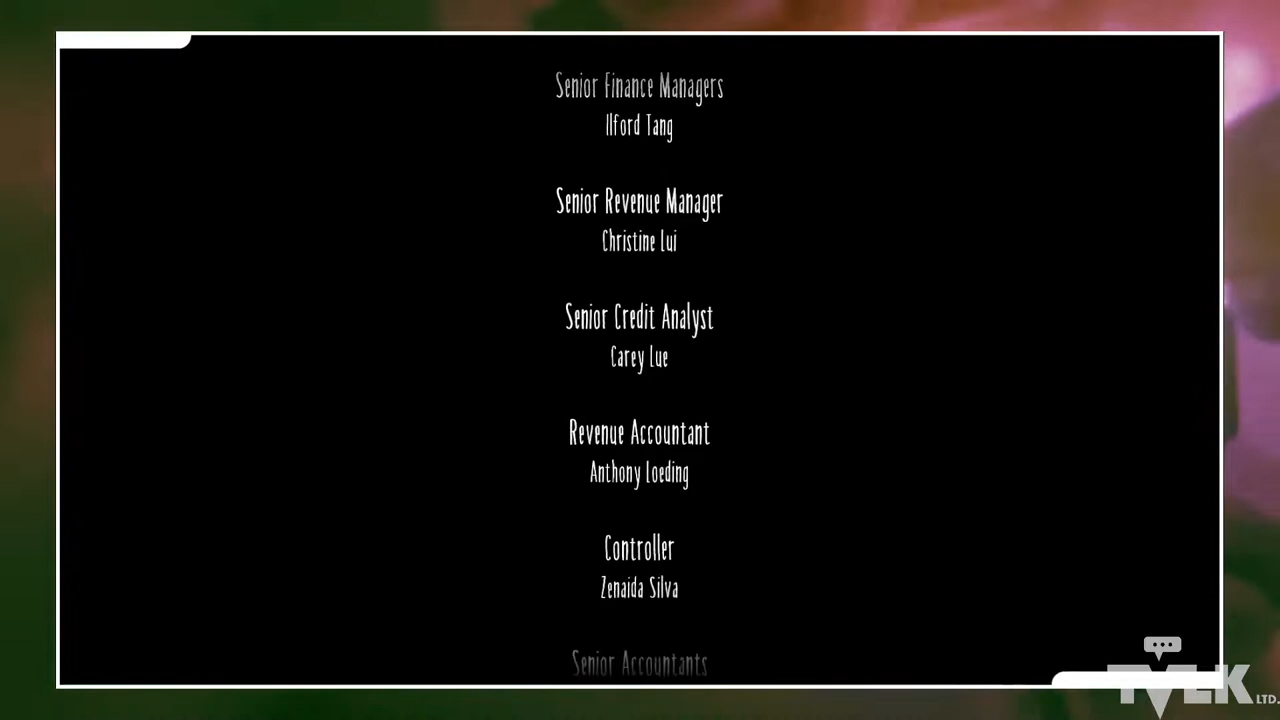 Senior Finance Managers
Ilford Tang
Senior Revenue Manager
Christine Lui
Senior Credit Analyst
Carey Lue
Revenue Accountant
Anthony Loeding
Controller
Zenaida Silva
Senior Accountants
LTD.